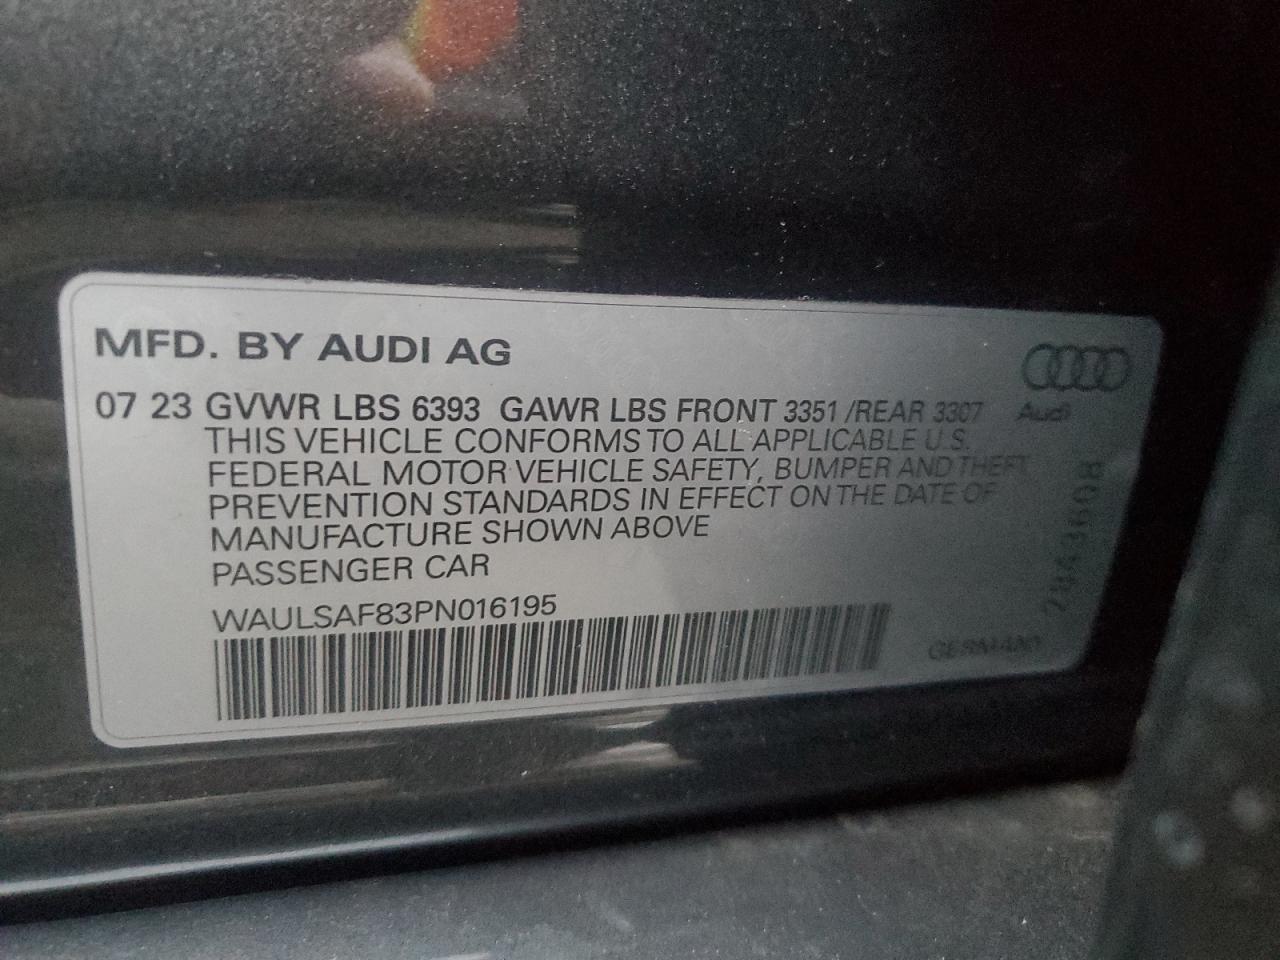 MFD. BY AUDI AG
07 23 GVWR LBS 6393 GAWR LBS FRONT 3351 /REAR 3307
Audi
THIS VEHICLE CONFORMS TO ALL APPLICABLE U.S.
FEDERAL MOTOR VEHICLE SAFETY, BUMPER AND THEFT
PREVENTION STANDARDS IN EFFECT ON THE DATE OF
MANUFACTURE SHOWN ABOVE
PASSENGER CAR
WAULSAF83PN016195
GERMANY